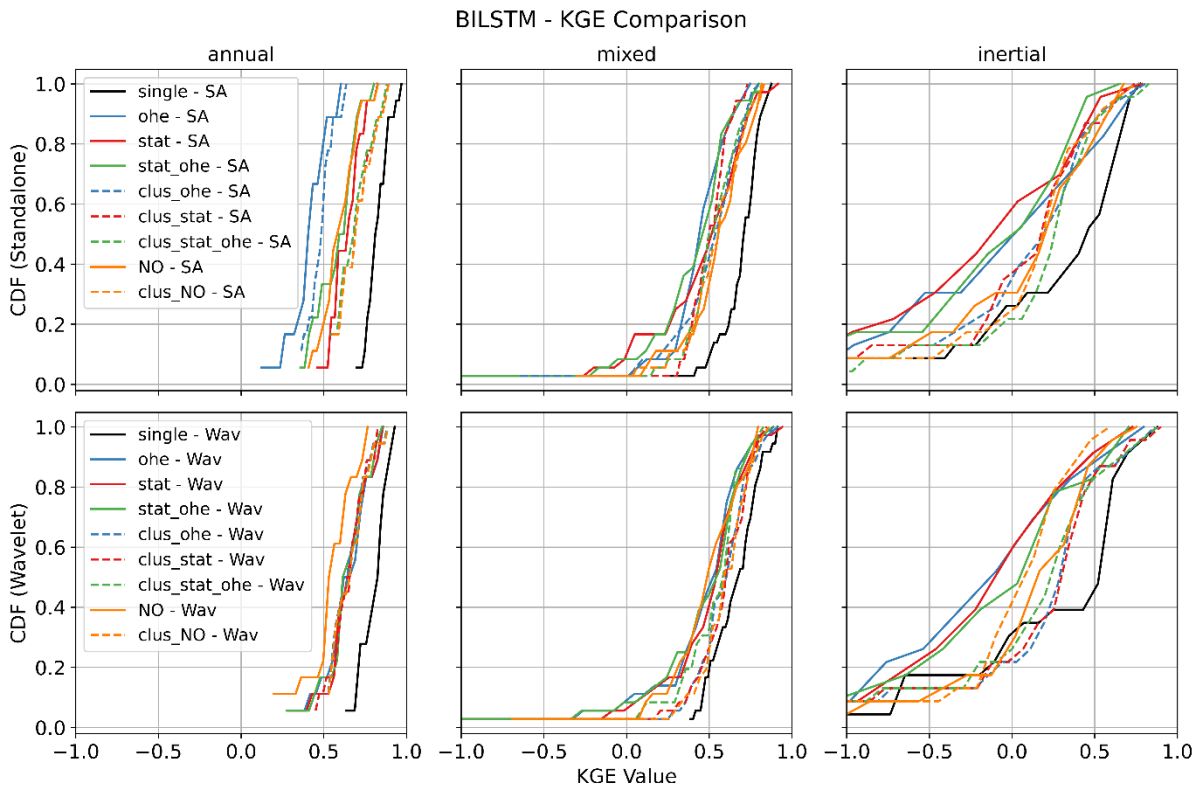 BILSTM - KGE Comparison
annual
mixed
inertial
CDF (Standalone)
1.0
0.8
0.6
0.4
0.2
0.0
single - SA
ohe - SA
stat - SA
stat_ohe - SA
clus_ohe - SA
clus_stat - SA
clus_stat_ohe - SA
NO - SA
clus_NO - SA
CDF (Wavelet)
1.0
0.8
0.6
0.4
0.2
0.0
single - Wav
ohe - Wav
stat - Wav
stat_ohe - Wav
clus_ohe - Wav
clus_stat - Wav
clus_stat_ohe - Wav
NO - Wav
clus_NO - Wav
−1.0 −0.5 0.0 0.5 1.0
−1.0 −0.5 0.0 0.5 1.0
−1.0 −0.5 0.0 0.5 1.0
KGE Value